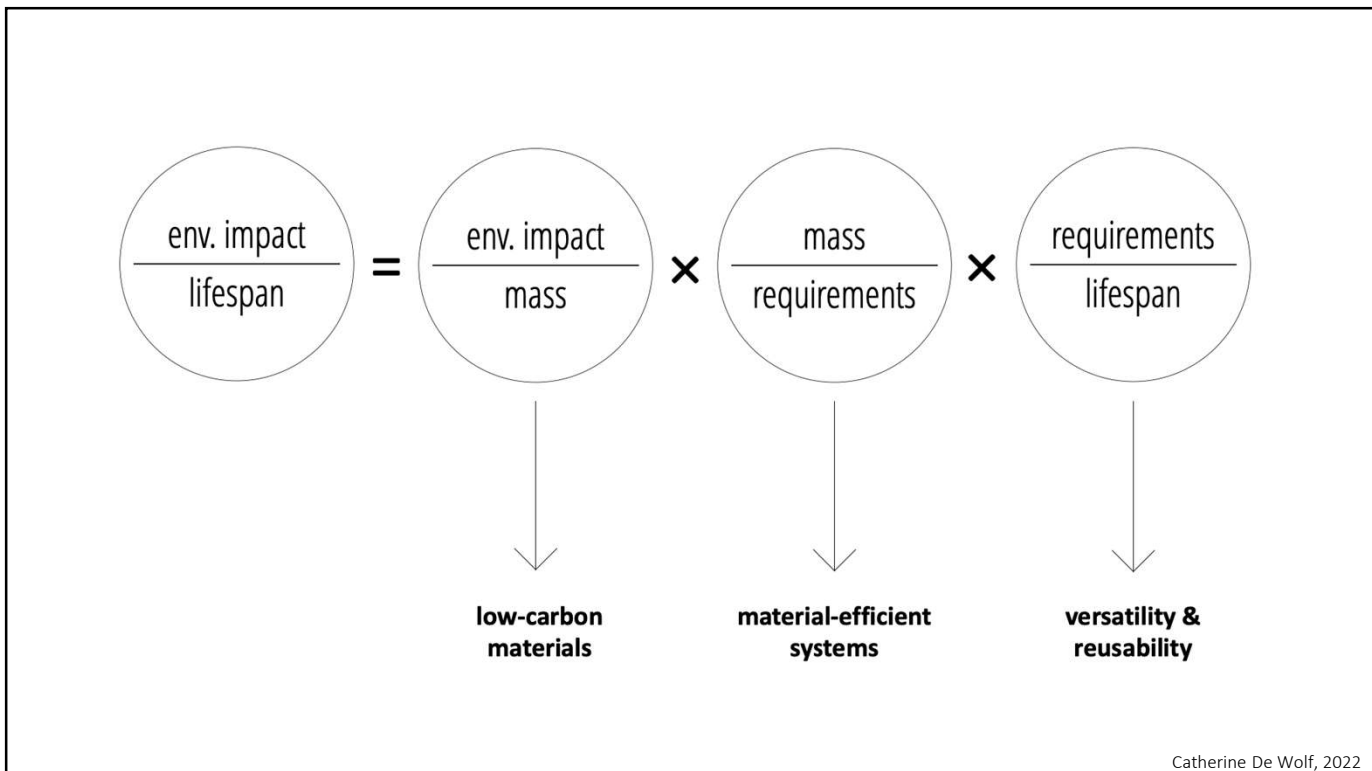 env. impact
lifespan
=
env. impact
mass
×
mass
requirements
×
requirements
lifespan
low-carbon
materials
material-efficient
systems
versatility &
reusability
Catherine De Wolf, 2022